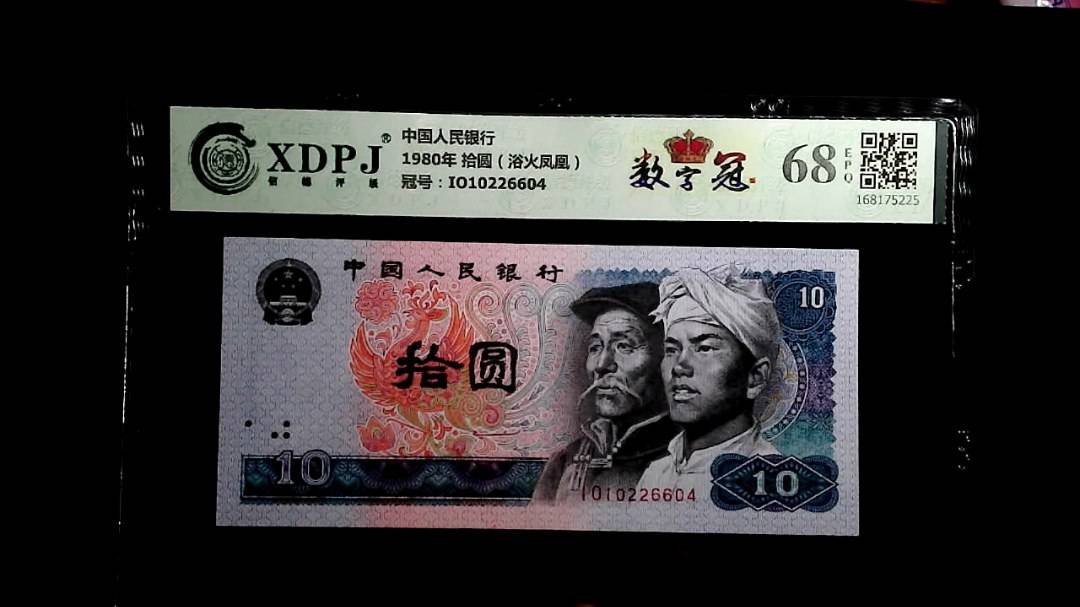 XDPJ®
信德评级
中国人民银行
1980年 拾圆（浴火凤凰）
冠号：IO10226604
数字冠
68
EPQ
168175225
中国人民银行
10
拾圆
10
IO10226604
10